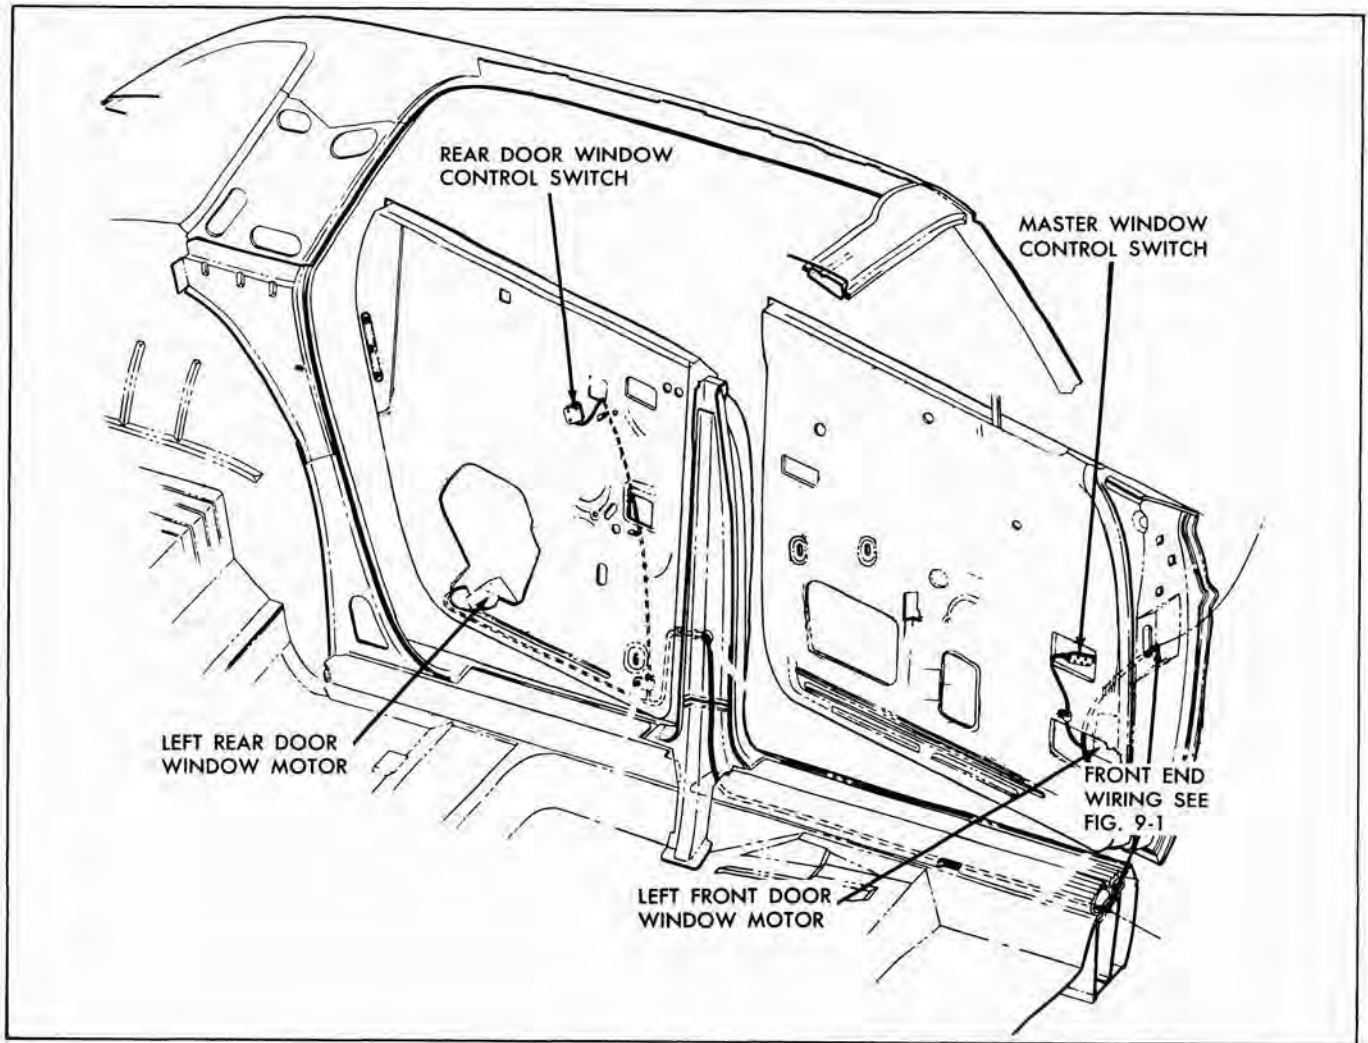 REAR DOOR WINDOW
CONTROL SWITCH
MASTER WINDOW
CONTROL SWITCH
LEFT REAR DOOR
WINDOW MOTOR
FRONT END
WIRING SEE
FIG. 9-1
LEFT FRONT DOOR
WINDOW MOTOR